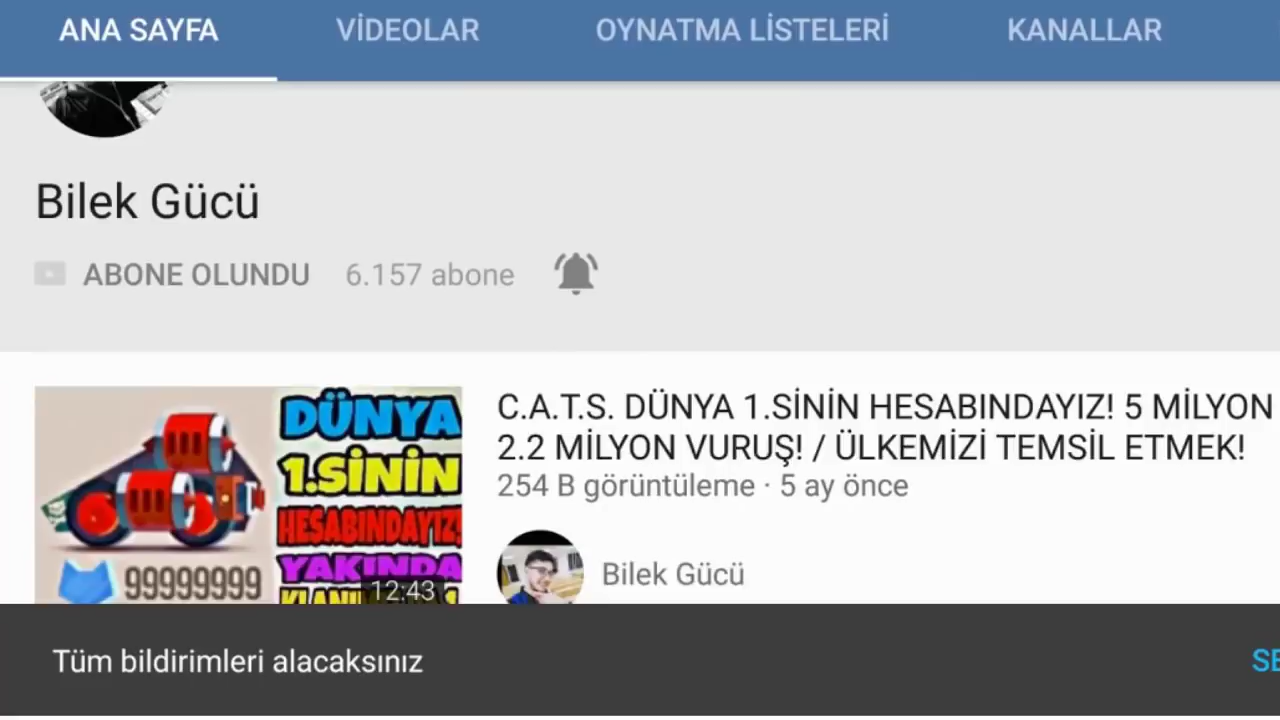 ANA SAYFA VİDEOLAR OYNATMA LİSTELERİ KANALLAR
Bilek Gücü
ABONE OLUNDU 6.157 abone
DÜNYA
1.SİNİN
HESABINDAYIZ!
YAKINDA
99999999
12:43
C.A.T.S. DÜNYA 1.SİNİN HESABINDAYIZ! 5 MİLYON
2.2 MİLYON VURUŞ! / ÜLKEMİZİ TEMSİL ETMEK!
254 B görüntüleme · 5 ay önce
Bilek Gücü
Tüm bildirimleri alacaksınız